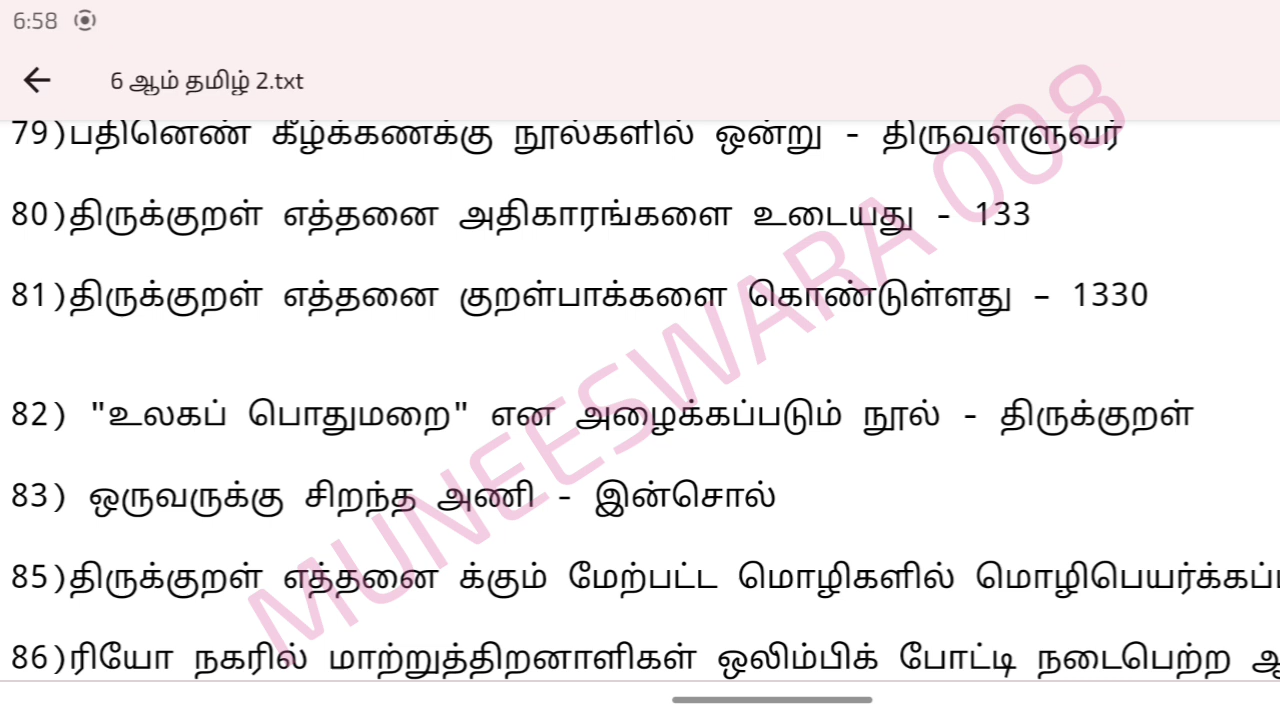 6:58
6 ஆம் தமிழ் 2.txt
79)பதினெண் கீழ்க்கணக்கு நூல்களில் ஒன்று - திருவள்ளுவர்
80)திருக்குறள் எத்தனை அதிகாரங்களை உடையது - 133
81)திருக்குறள் எத்தனை குறள்பாக்களை கொண்டுள்ளது – 1330
82) "உலகப் பொதுமறை" என அழைக்கப்படும் நூல் - திருக்குறள்
83) ஒருவருக்கு சிறந்த அணி - இன்சொல்
85)திருக்குறள் எத்தனை க்கும் மேற்பட்ட மொழிகளில்
86)ரியோ நகரில் மாற்றுத்திறனாளிகள் ஒலிம்பிக் போட்டி நடைபெற்ற
MUNEESWARA 008